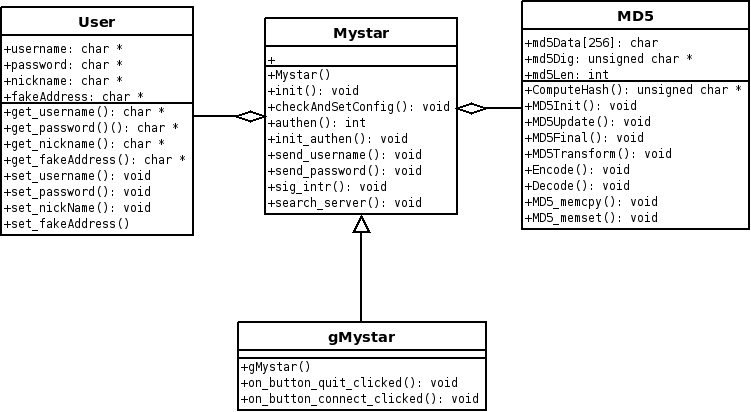 User
+username: char *
+password: char *
+nickname: char *
+fakeAddress: char *
+get_username(): char *
+get_password()(): char *
+get_nickname(): char *
+get_fakeAddress(): char *
+set_username(): void
+set_password(): void
+set_nickName(): void
+set_fakeAddress()
Mystar
+
+Mystar()
+init(): void
+checkAndSetConfig(): void
+authen(): int
+init_authen(): void
+send_username(): void
+send_password(): void
+sig_intr(): void
+search_server(): void
MD5
+md5Data[256]: char
+md5Dig: unsigned char *
+md5Len: int
+ComputeHash(): unsigned char *
+MD5Init(): void
+MD5Update(): void
+MD5Final(): void
+MD5Transform(): void
+Encode(): void
+Decode(): void
+MD5_memcpy(): void
+MD5_memset(): void
gMystar
+gMystar()
+on_button_quit_clicked(): void
+on_button_connect_clicked(): void